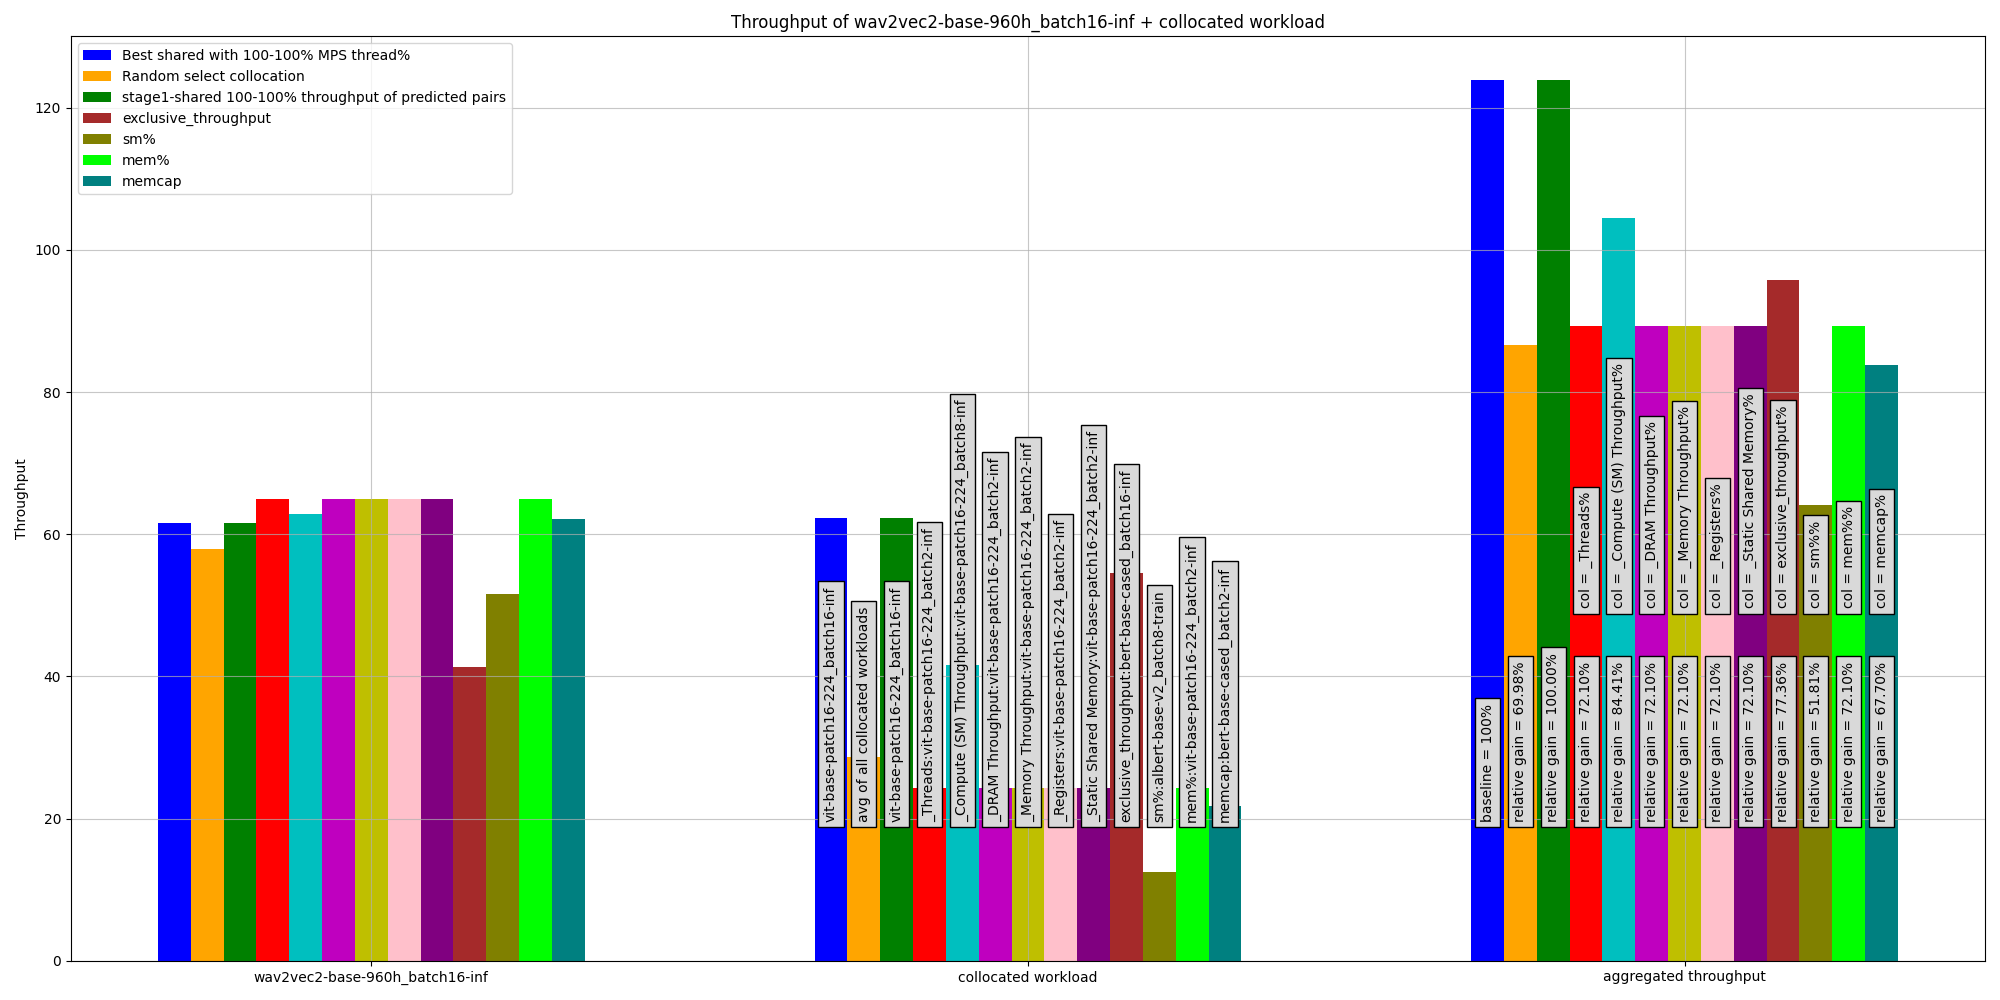 Throughput of wav2vec2-base-960h_batch16-inf + collocated workload
Best shared with 100-100% MPS thread%
Random select collocation
stage1-shared 100-100% throughput of predicted pairs
exclusive_throughput
sm%
mem%
memcap
Throughput
120
100
80
60
40
20
0
vit-base-patch16-224_batch16-inf
avg of all collocated workloads
vit-base-patch16-224_batch16-inf
_Threads:vit-base-patch16-224_batch2-inf
_Compute (SM) Throughput:vit-base-patch16-224_batch8-inf
_DRAM Throughput:vit-base-patch16-224_batch2-inf
_Memory Throughput:vit-base-patch16-224_batch2-inf
_Registers:vit-base-patch16-224_batch2-inf
_Static Shared Memory:vit-base-patch16-224_batch2-inf
exclusive_throughput:bert-base-cased_batch16-inf
sm%:albert-base-v2_batch8-train
mem%:vit-base-patch16-224_batch2-inf
memcap:bert-base-cased_batch2-inf
col = _Threads%
col = _Compute (SM) Throughput%
col = _DRAM Throughput%
col = _Memory Throughput%
col = _Registers%
col = _Static Shared Memory%
col = exclusive_throughput%
col = sm%%
col = mem%%
col = memcap%
baseline = 100%
relative gain = 69.98%
relative gain = 100.00%
relative gain = 72.10%
relative gain = 84.41%
relative gain = 72.10%
relative gain = 72.10%
relative gain = 72.10%
relative gain = 72.10%
relative gain = 77.36%
relative gain = 51.81%
relative gain = 72.10%
relative gain = 67.70%
wav2vec2-base-960h_batch16-inf
collocated workload
aggregated throughput